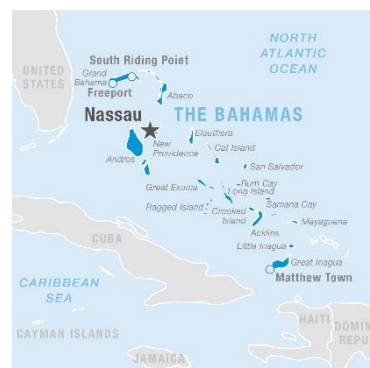 NORTH
ATLANTIC
OCEAN
South Riding Point
UNITED
STATES
Grand
Bahama
Freeport
Abaco
Nassau
THE BAHAMAS
Eleuthera
New
Providence
Cat Island
Andros
San Salvador
Great Exuma
Rum Cay
Long Island
Ragged Island
Samana Cay
Crooked
Island
Mayaguana
Acklins
CUBA
Little Inagua
Great Inagua
Matthew Town
CARIBBEAN
SEA
HAITI
DOMIN
REPU
CAYMAN ISLANDS
JAMAICA